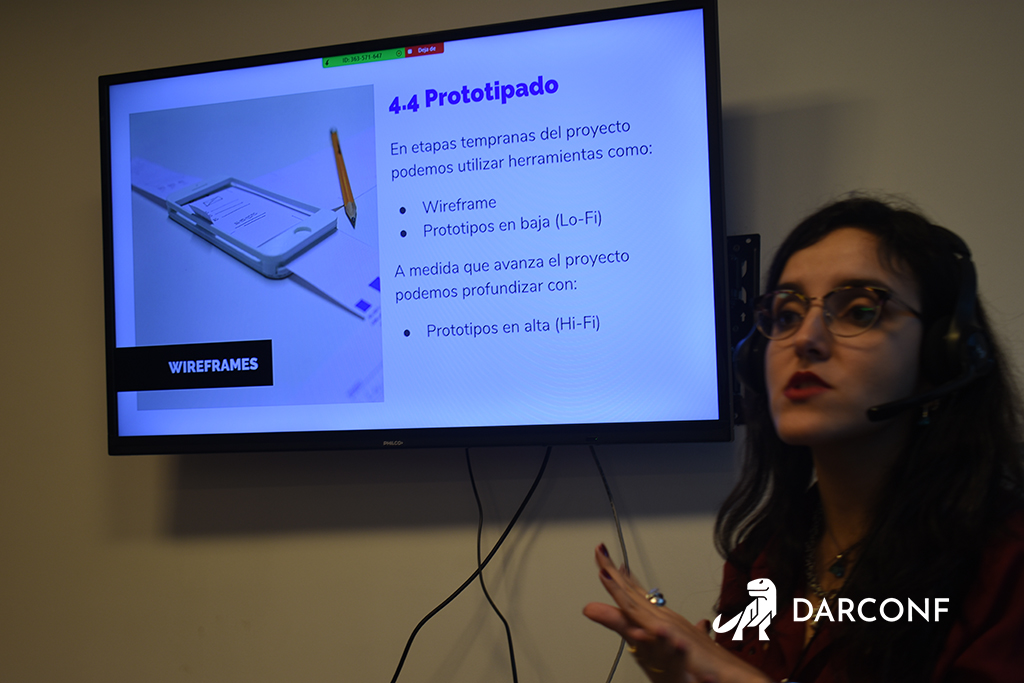 ID: 363-571-642
Deja de
4.4 Prototipado
En etapas tempranas del proyecto
podemos utilizar herramientas como:
Wireframe
Prototipos en baja (Lo-Fi)
A medida que avanza el proyecto
podemos profundizar con:
Prototipos en alta (Hi-Fi)
WIREFRAMES
PHILCO
DARCONF